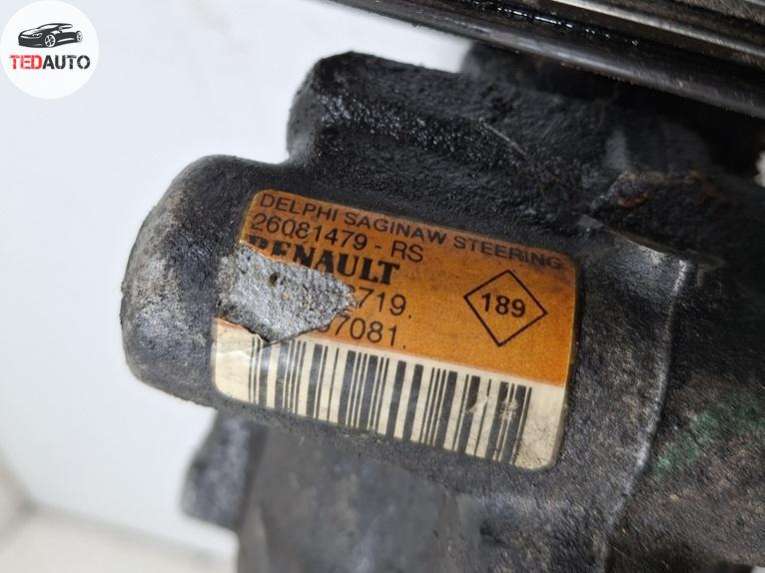 TEDAUTO
DELPHI SAGINAW STEERING
26081479 - RS
RENAULT
719.
7081.
189